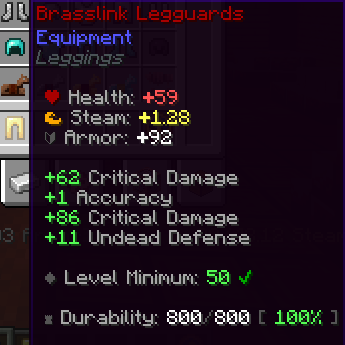 Brasslink Legguards
Equipment
Leggings
Health: +59
Steam: +1.28
Armor: +92
+62 Critical Damage
+1 Accuracy
+86 Critical Damage
+11 Undead Defense
Level Minimum: 50 ✓
Durability: 800/800 [ 100% ]